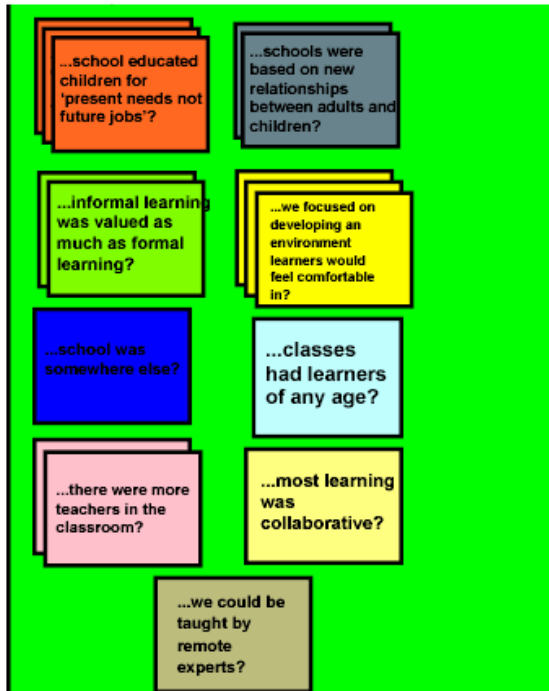 ...school educated
children for
‘present needs not
future jobs’?
...schools were
based on new
relationships
between adults and
children?
...informal learning
was valued as
much as formal
learning?
...we focused on
developing an
environment
learners would
feel comfortable
in?
...school was
somewhere else?
...classes
had learners
of any age?
...there were more
teachers in the
classroom?
...most learning
was
collaborative?
...we could be
taught by
remote
experts?